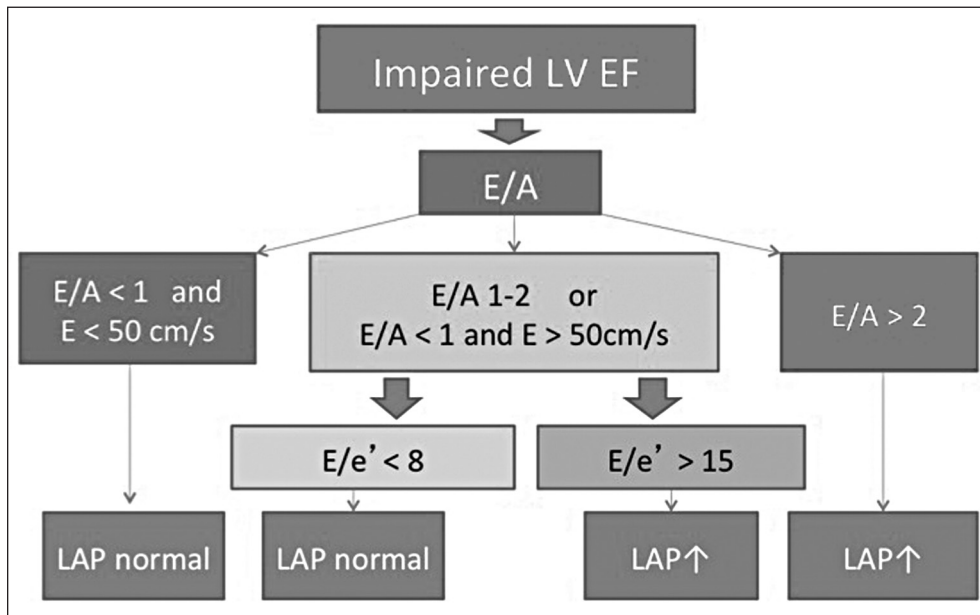 Impaired LV EF
E/A
E/A < 1 and
E < 50 cm/s
E/A 1-2 or
E/A < 1 and E > 50cm/s
E/A > 2
E/e’ < 8
E/e’ > 15
LAP normal
LAP normal
LAP↑
LAP↑